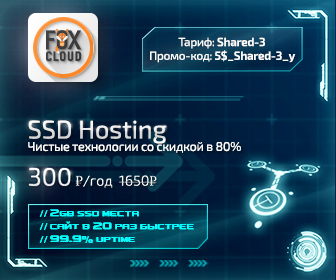 FOX
CLOUD
Тариф: Shared-3
Промо-код: 5$_Shared-3_y
SSD Hosting
Чистые технологии со скидкой в 80%
300 ₽/год 1650₽
// 2GB SSD МЕСТА
// САЙТ В 20 РАЗ БЫСТРЕЕ
// 99.9% UPTIME